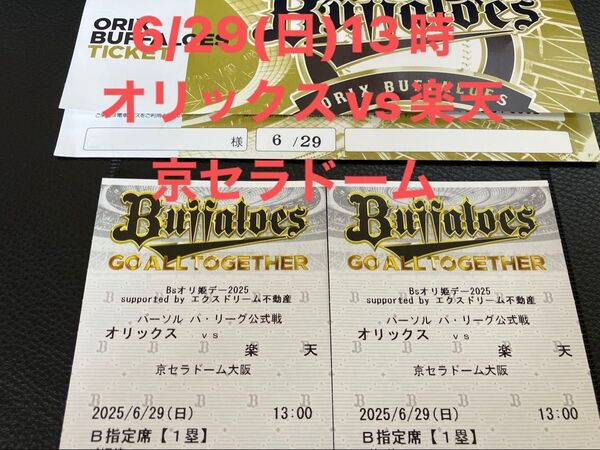 ORIX
BUFFALOES
TICKET
Buffaloes
ORIX BUFFALOES
6/29(日)13時
オリックスvs楽天
京セラドーム
様
6/29
Buffaloes
GO ALL TOGETHER
Bsオリ姫デー2025
supported by エクスドリーム不動産
パーソル パ・リーグ公式戦
オリックス vs 楽天
京セラドーム大阪
2025/6/29(日) 13:00
B指定席【1塁】
Buffaloes
GO ALL TOGETHER
Bsオリ姫デー2025
supported by エクスドリーム不動産
パーソル パ・リーグ公式戦
オリックス vs 楽天
京セラドーム大阪
2025/6/29(日) 13:00
B指定席【1塁】